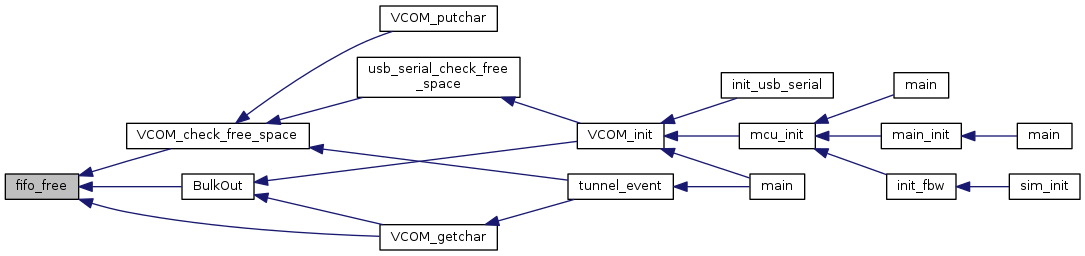 VCOM_putchar
usb_serial_check_free
_space
init_usb_serial
main
VCOM_check_free_space
VCOM_init
mcu_init
main_init
main
fifo_free
BulkOut
tunnel_event
main
init_fbw
sim_init
VCOM_getchar